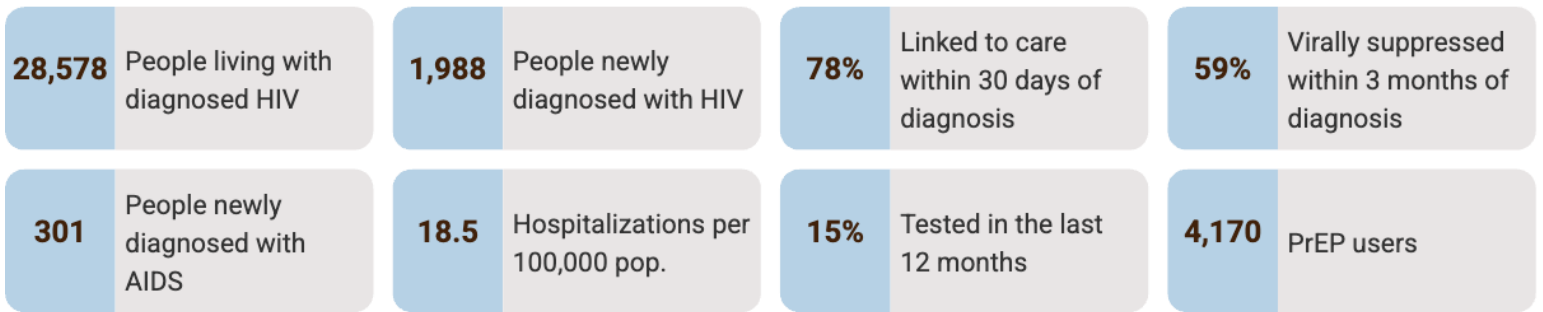 28,578
People living with
diagnosed HIV
1,988
People newly
diagnosed with HIV
78%
Linked to care
within 30 days of
diagnosis
59%
Virally suppressed
within 3 months of
diagnosis
301
People newly
diagnosed with
AIDS
18.5
Hospitalizations per
100,000 pop.
15%
Tested in the last
12 months
4,170
PrEP users